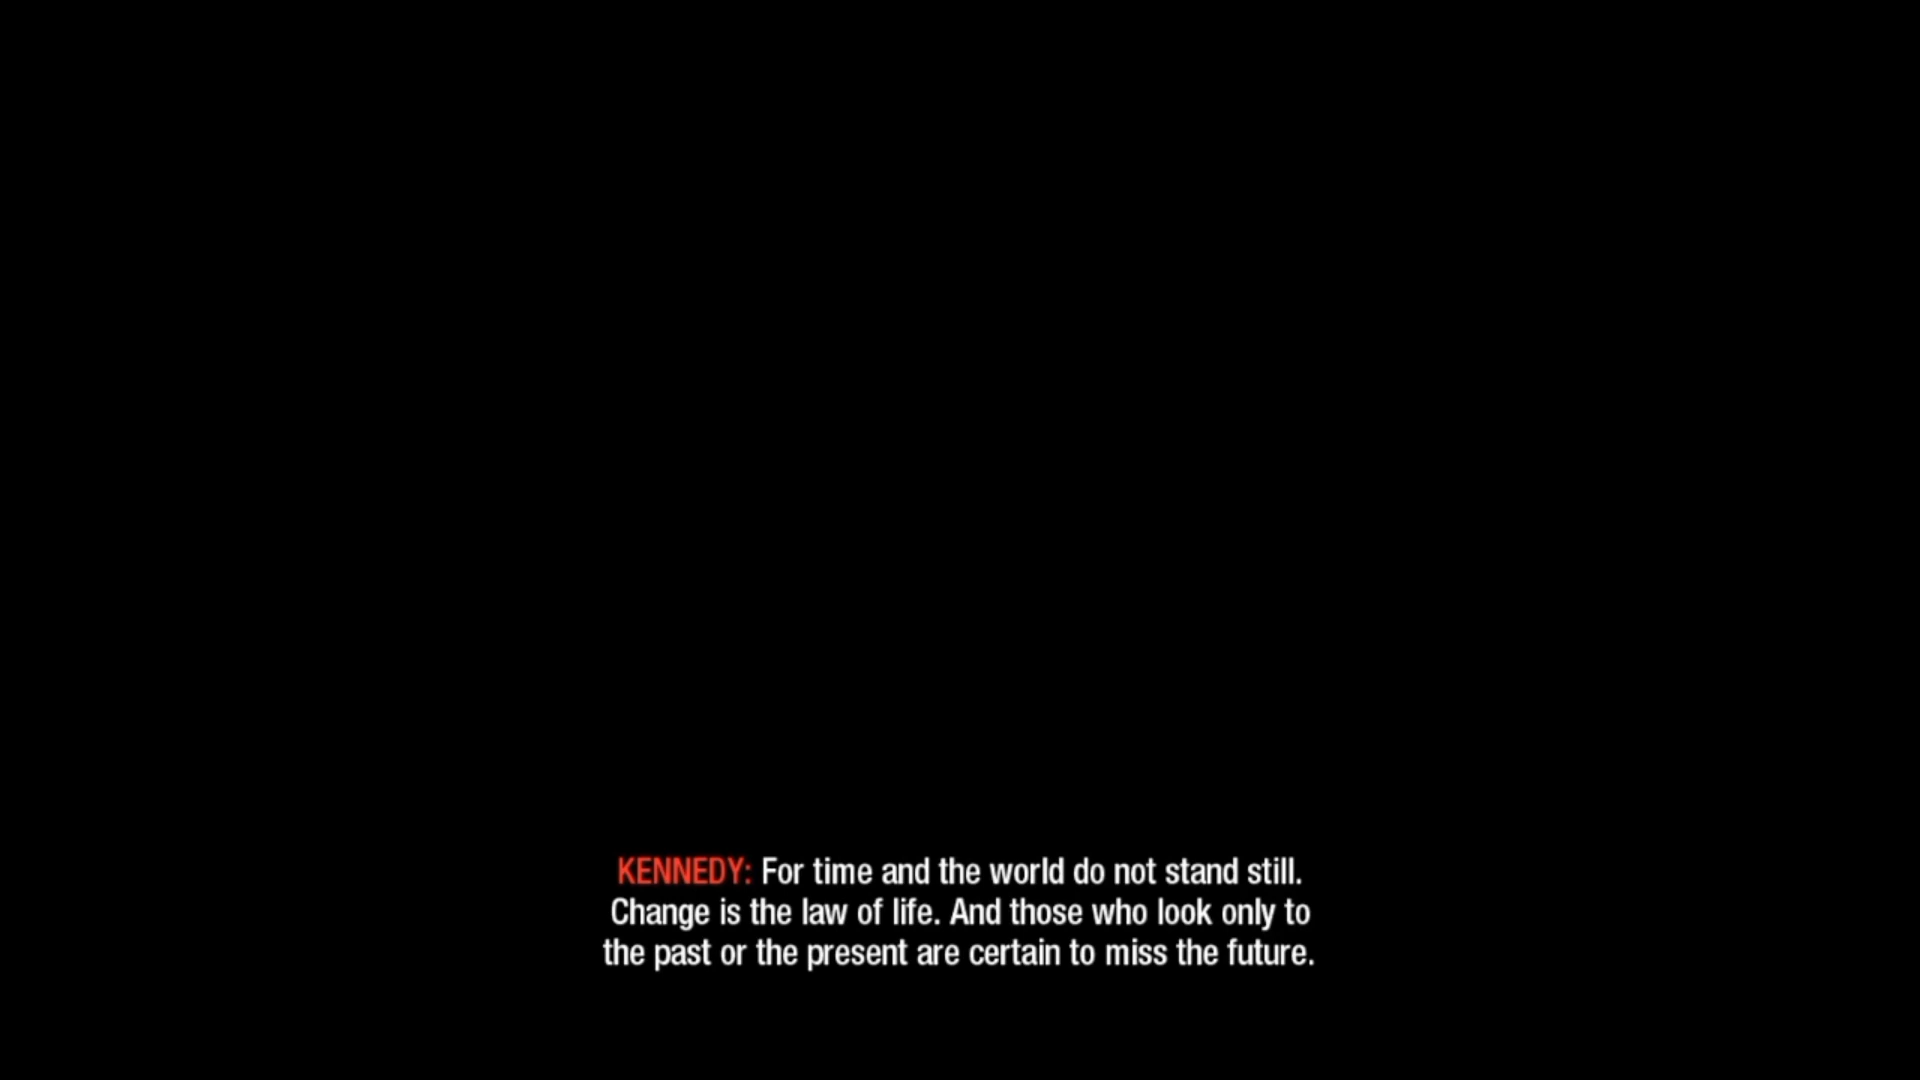 KENNEDY: For time and the world do not stand still.
Change is the law of life. And those who look only to
the past or the present are certain to miss the future.